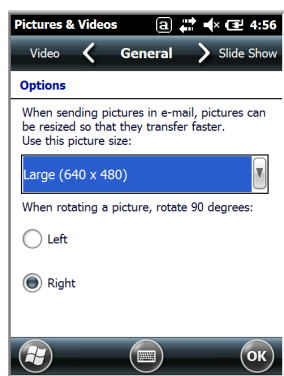 Pictures & Videos a 4:56
Video General Slide Show
Options
When sending pictures in e-mail, pictures can
be resized so that they transfer faster.
Use this picture size:
Large (640 x 480)
When rotating a picture, rotate 90 degrees:
Left
Right
OK